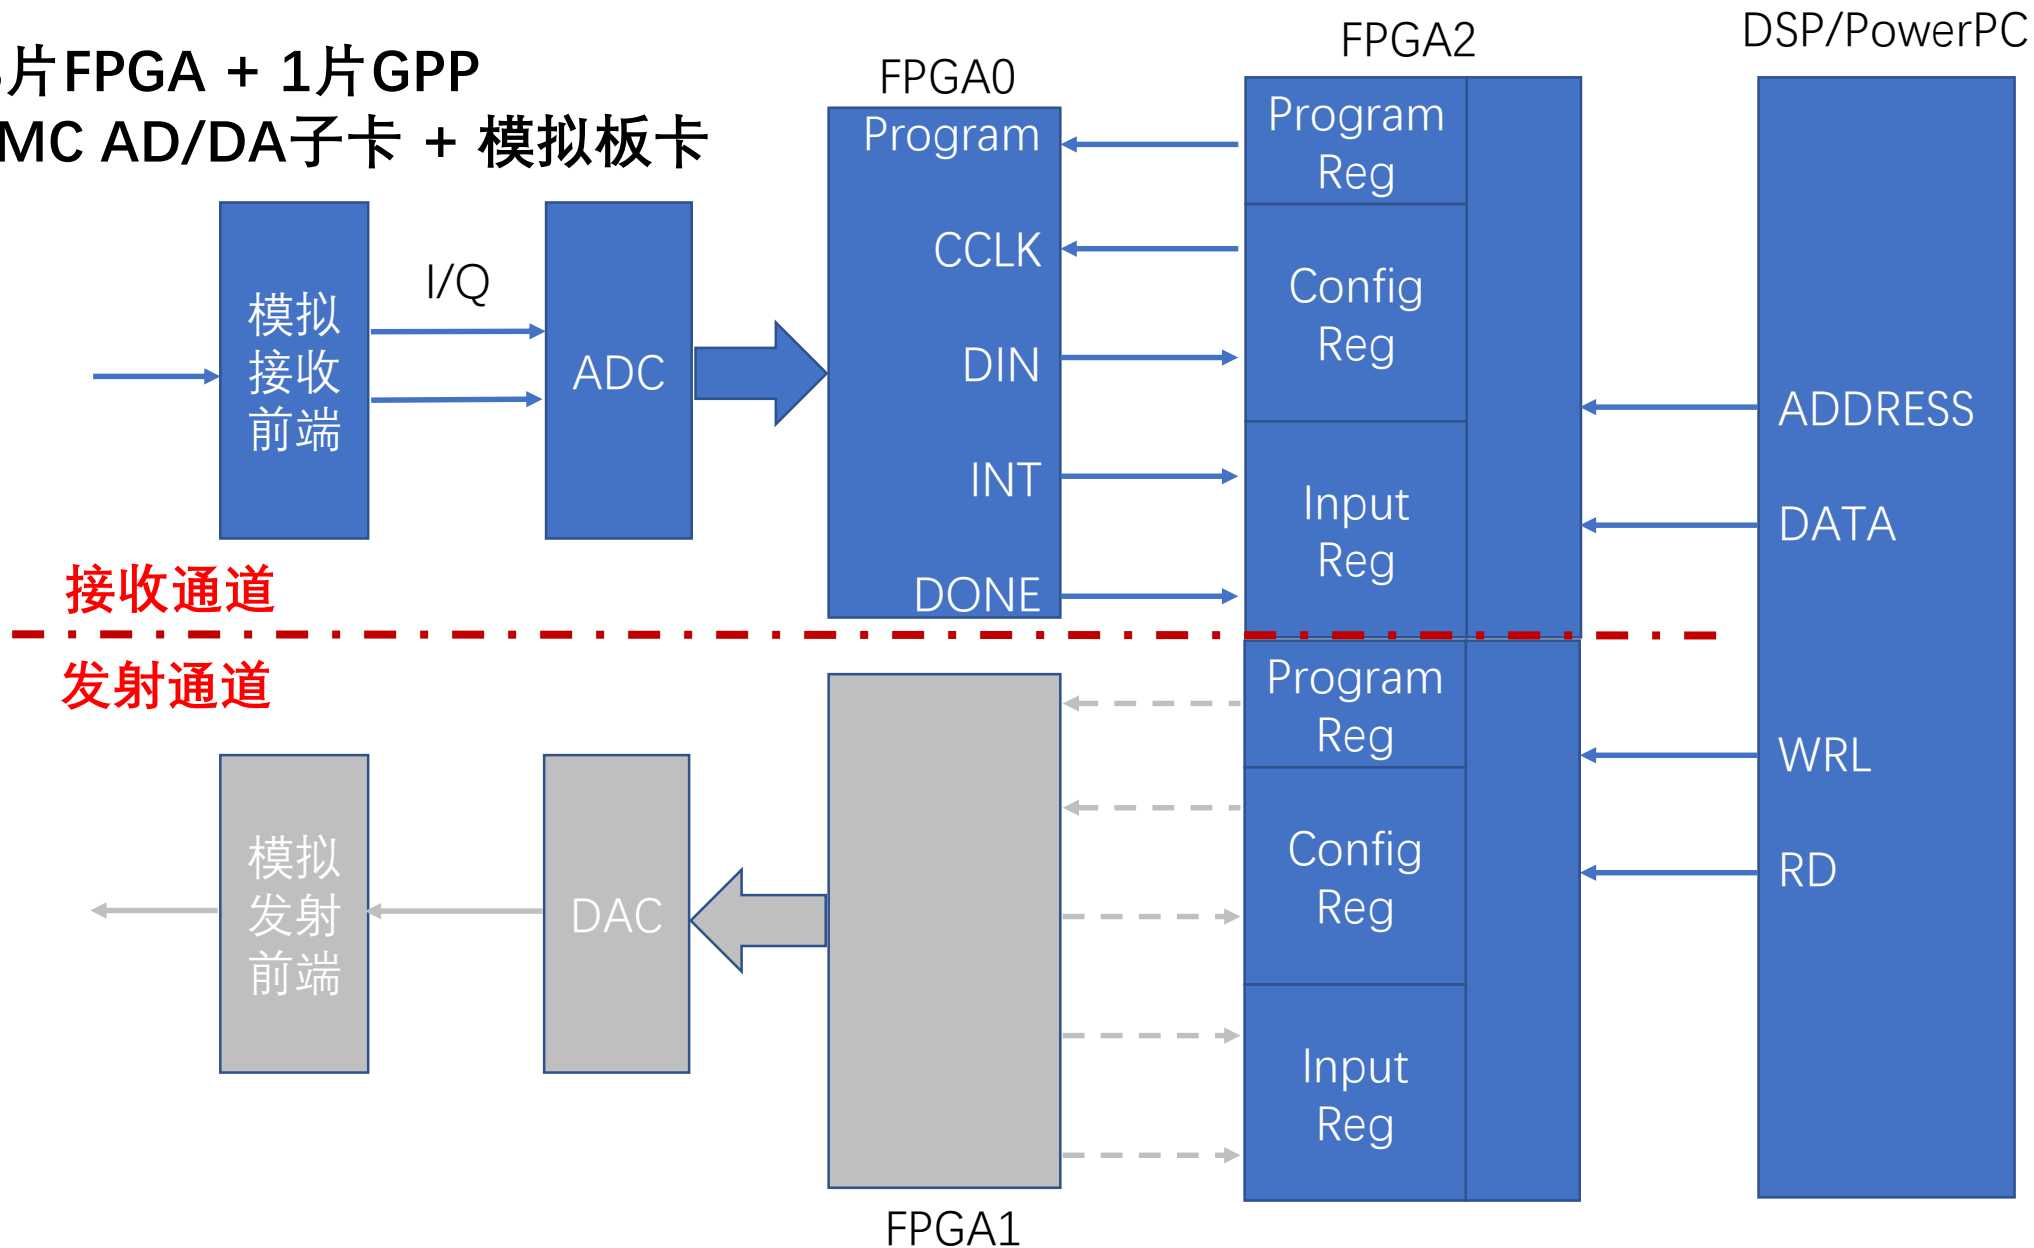 片FPGA + 1片GPP
MC AD/DA子卡 + 模拟板卡
FPGA0
FPGA2
DSP/PowerPC
模拟
接收
前端
I/Q
ADC
Program
CCLK
DIN
INT
DONE
Program
Reg
Config
Reg
Input
Reg
ADDRESS
DATA
WRL
RD
接收通道
发射通道
模拟
发射
前端
DAC
Program
Reg
Config
Reg
Input
Reg
FPGA1